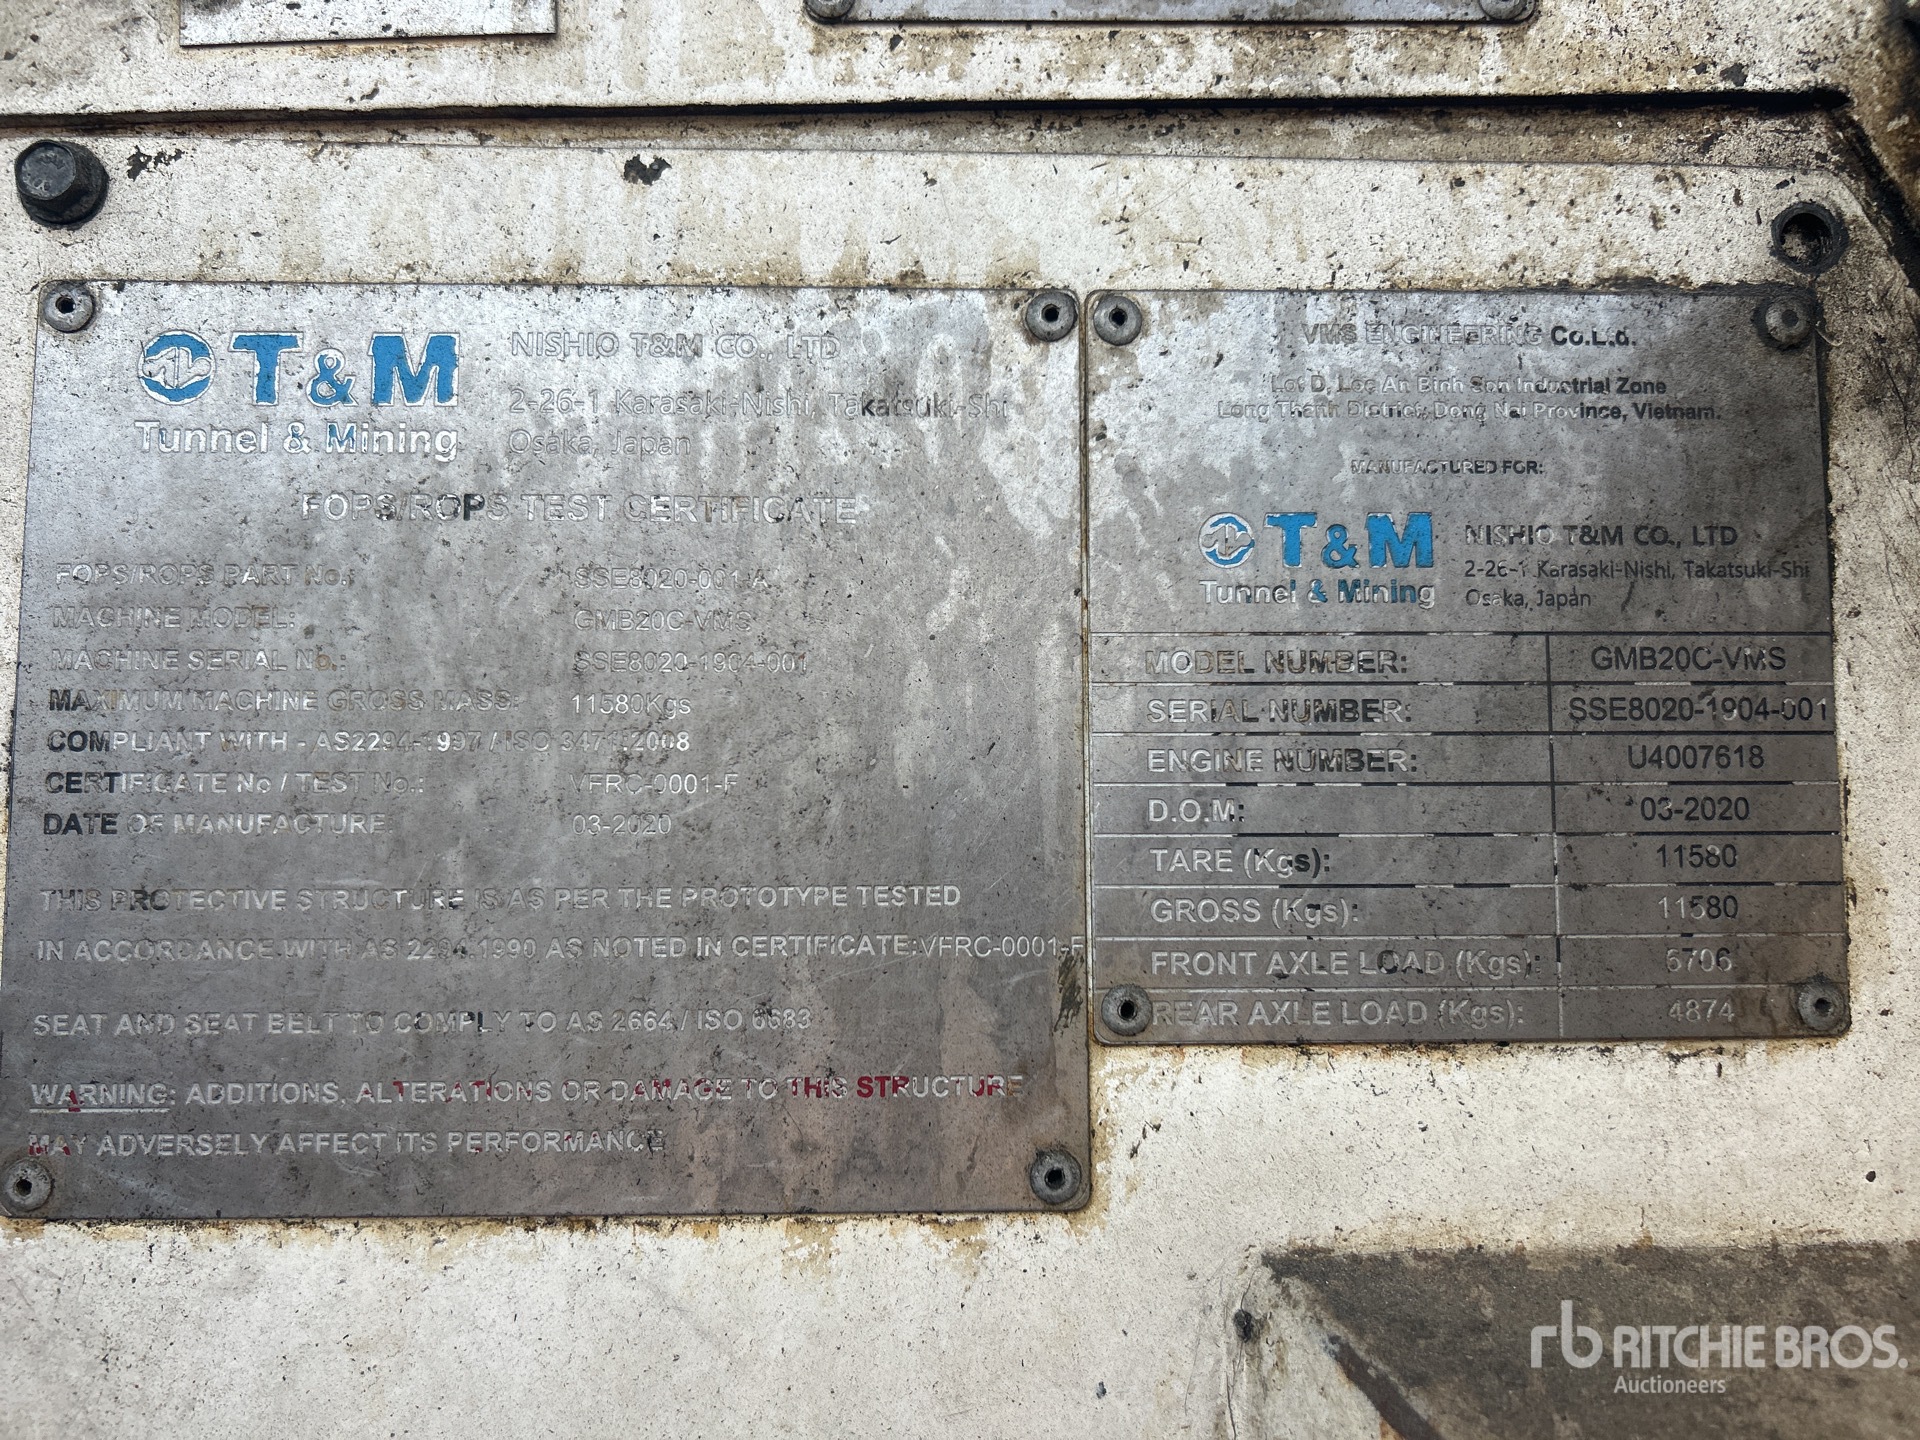 T&M
Tunnel & Mining
NISHIO T&M CO., LTD
2-26-1 Karasaki-Nishi, Takatsuki-Shi
Osaka, Japan
FOPS/ROPS TEST CERTIFICATE
FOPS/ROPS PART No.: SSE8020-001-A
MACHINE MODEL: GMB20C-VMS
MACHINE SERIAL No.: SSE8020-1904-001
MAXIMUM MACHINE GROSS MASS: 11580Kgs
COMPLIANT WITH - AS2294-1997 / ISO 3471:2008
CERTIFICATE No / TEST No.: VFRC-0001-F
DATE OF MANUFACTURE: 03-2020
THIS PROTECTIVE STRUCTURE IS AS PER THE PROTOTYPE TESTED
IN ACCORDANCE WITH AS 2294-1990 AS NOTED IN CERTIFICATE:VFRC-0001-F
SEAT AND SEAT BELT TO COMPLY TO AS 2664 / ISO 6683
WARNING: ADDITIONS, ALTERATIONS OR DAMAGE TO THIS STRUCTURE
MAY ADVERSELY AFFECT ITS PERFORMANCE
VMS ENGINEERING Co.Ltd.
Lot D, Loc An Binh Son Industrial Zone
Long Thanh District, Dong Nai Province, Vietnam.
MANUFACTURED FOR:
T&M
Tunnel & Mining
NISHIO T&M CO., LTD
2-26-1 Karasaki-Nishi, Takatsuki-Shi
Osaka, Japan
MODEL NUMBER: GMB20C-VMS
SERIAL NUMBER: SSE8020-1904-001
ENGINE NUMBER: U4007618
D.O.M: 03-2020
TARE (Kgs): 11580
GROSS (Kgs): 11580
FRONT AXLE LOAD (Kgs): 6706
REAR AXLE LOAD (Kgs): 4874
rb RITCHIE BROS.
Auctioneers